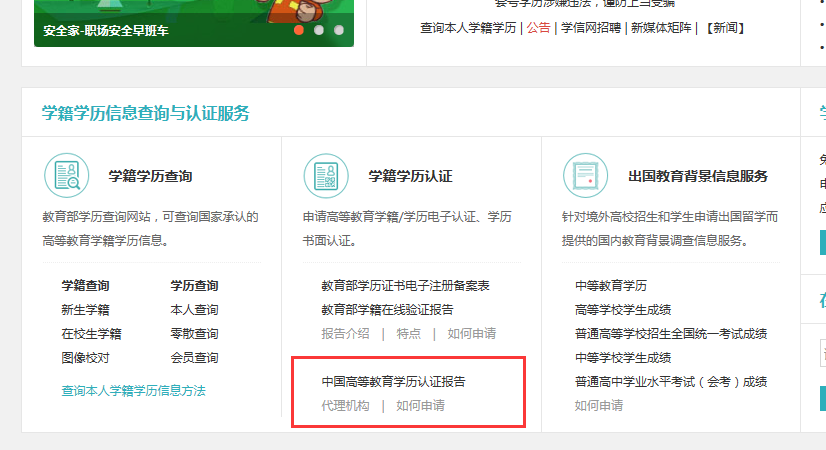 套号学历涉嫌违法，谨防上当受骗
安全家-职场安全早班车
查询本人学籍学历 | 公告 | 学信网招聘 | 新媒体矩阵 | 【新闻】
学籍学历信息查询与认证服务
学籍学历查询
教育部学历查询网站，可查询国家承认的
高等教育学籍学历信息。
学籍查询 学历查询
新生学籍 本人查询
在校生学籍 零散查询
图像校对 会员查询
查询本人学籍学历信息方法
学籍学历认证
申请高等教育学籍/学历电子认证、学历
书面认证。
教育部学历证书电子注册备案表
教育部学籍在线验证报告
报告介绍 | 特点 | 如何申请
中国高等教育学历认证报告
代理机构 | 如何申请
出国教育背景信息服务
针对境外高校招生和学生申请出国留学而
提供的国内教育背景调查信息服务。
中等教育学历
高等学校学生成绩
普通高等学校招生全国统一考试成绩
中等学校学生成绩
普通高中学业水平考试（会考）成绩
如何申请